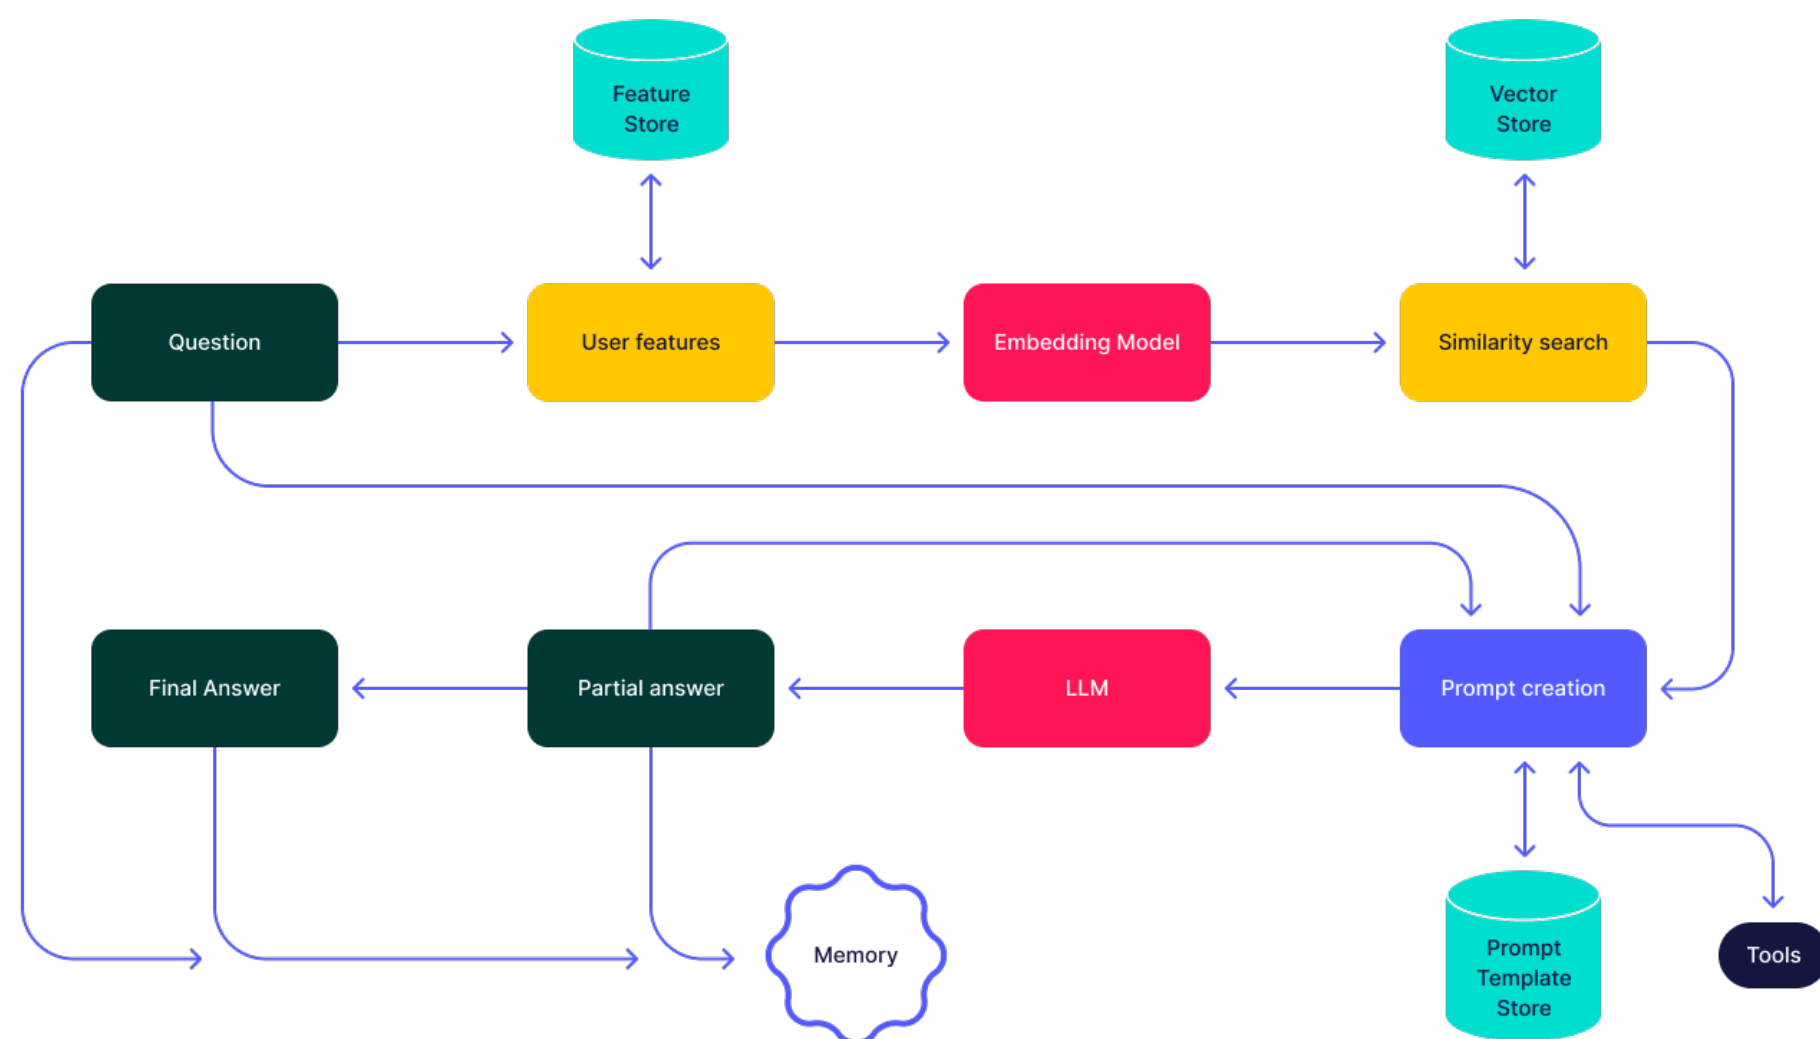 Feature
Store
Vector
Store
Question
User features
Embedding Model
Similarity search
Final Answer
Partial answer
LLM
Prompt creation
Memory
Prompt
Template
Store
Tools